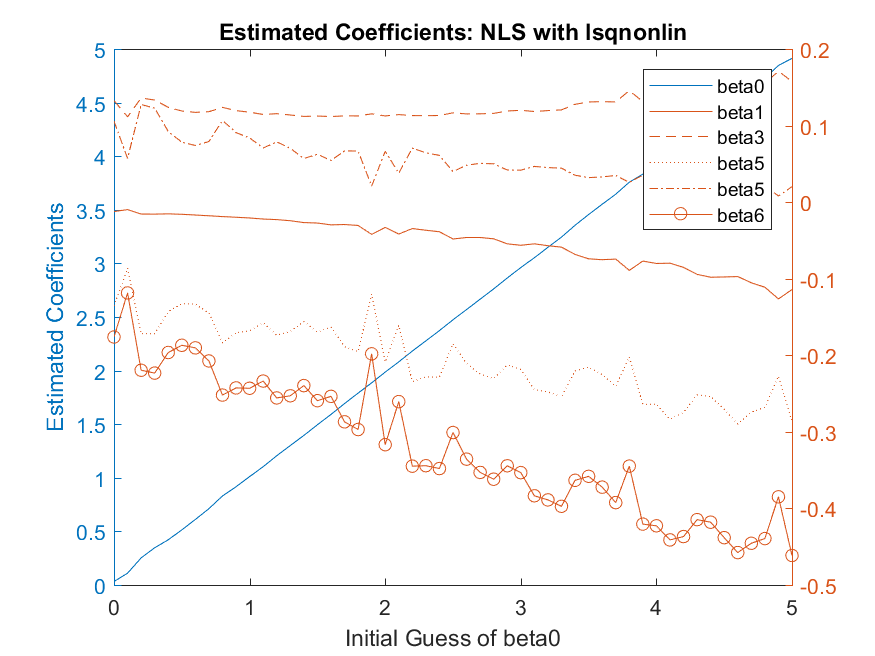 Estimated Coefficients: NLS with lsqnonlin
5
4.5
4
3.5
3
2.5
2
1.5
1
0.5
0
Estimated Coefficients
0.2
0.1
0
-0.1
-0.2
-0.3
-0.4
-0.5
beta0
beta1
beta3
beta5
beta5
beta6
0 1 2 3 4 5
Initial Guess of beta0